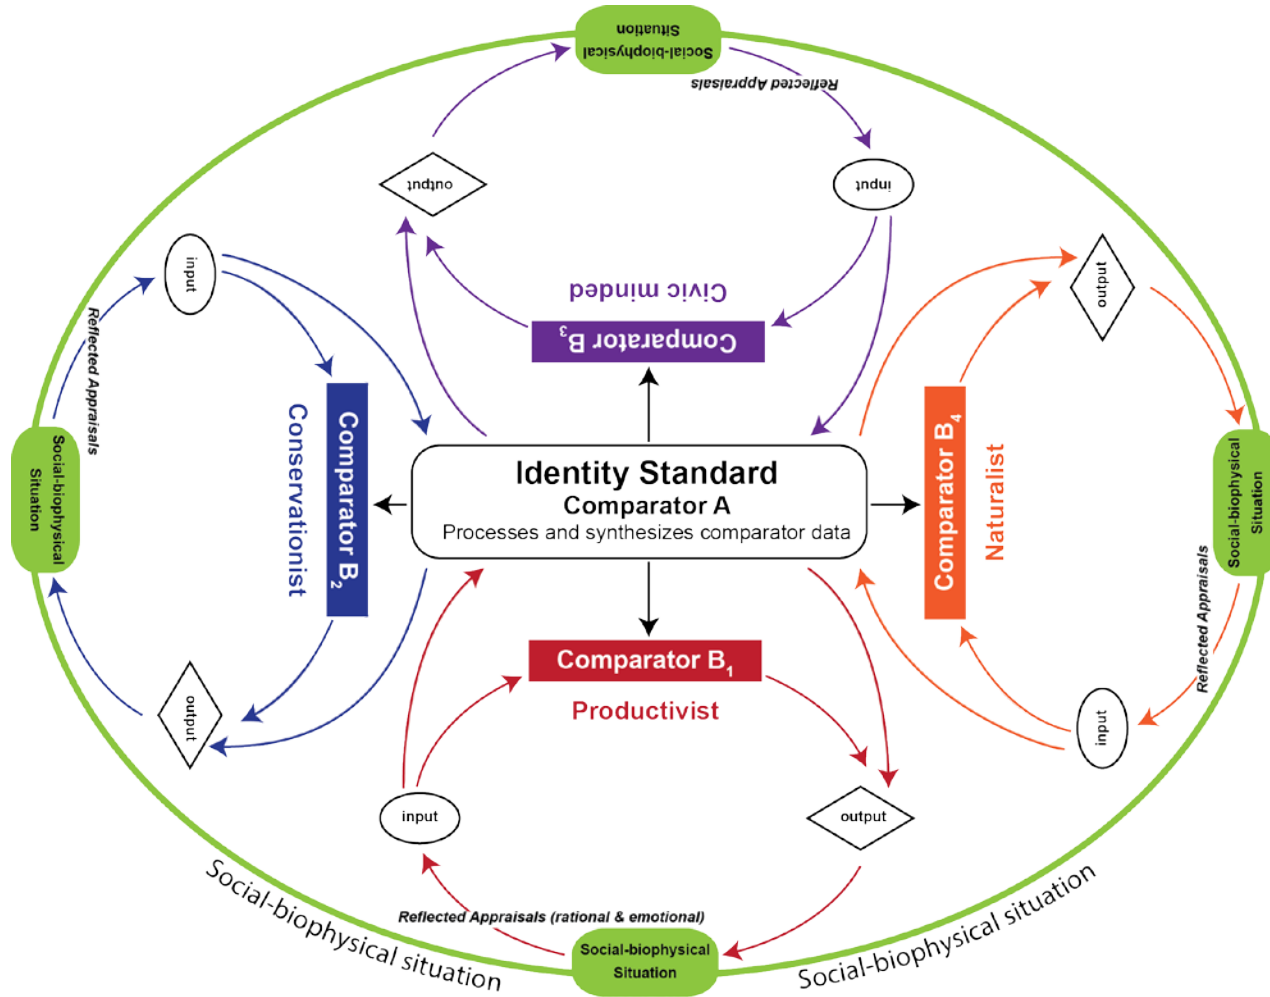 Social-biophysical
Situation
Reflected Appraisals
output
input
Civic minded
Comparator B3
input
Reflected Appraisals
Social-biophysical
Situation
Conservationist
Comparator B2
output
Identity Standard
Comparator A
Processes and synthesizes comparator data
output
Comparator B4
Naturalist
Social-biophysical
Situation
Reflected Appraisals
input
Comparator B1
Productivist
input
output
Reflected Appraisals (rational & emotional)
Social-biophysical
Situation
Social-biophysical situation
Social-biophysical situation